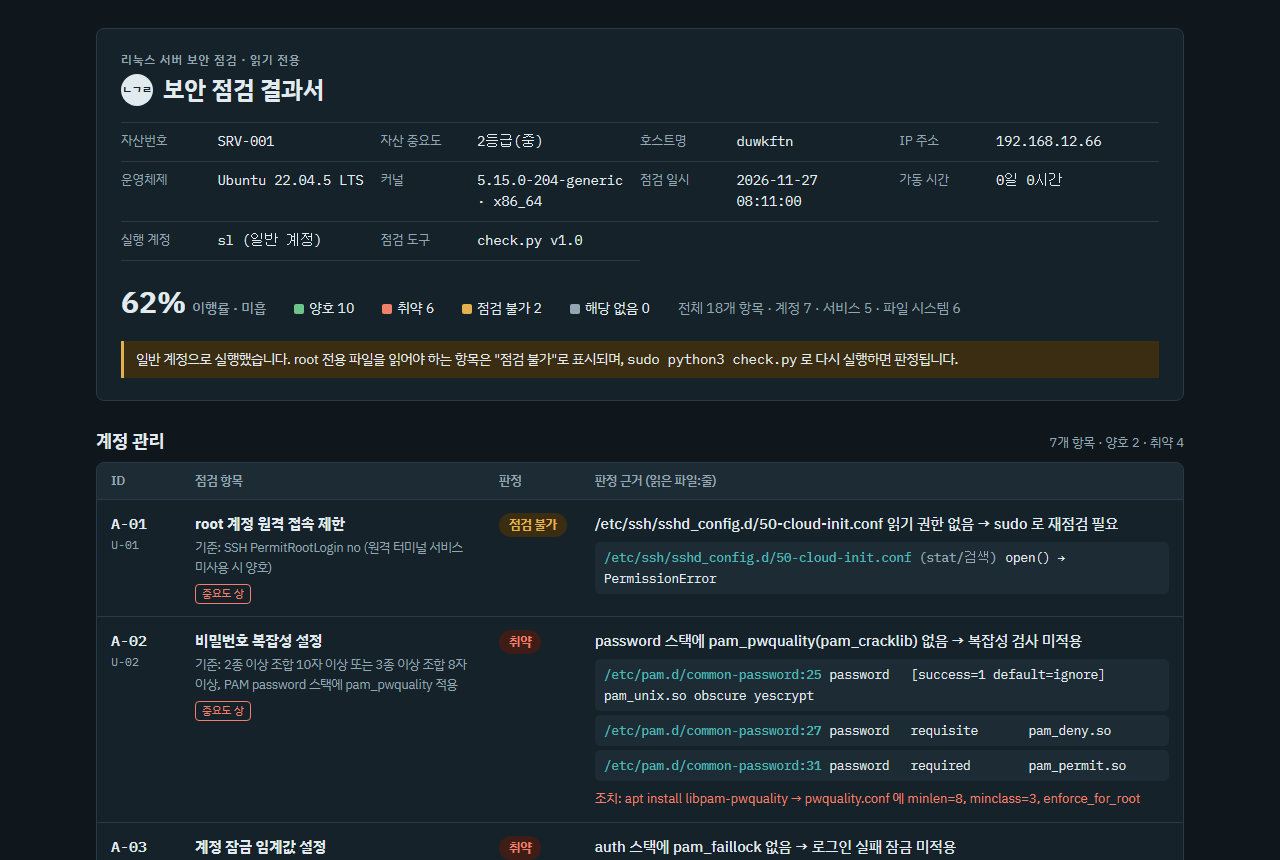 리눅스 서버 보안 점검 · 읽기 전용
ㄴㄱㄹ 보안 점검 결과서
자산번호 SRV-001 자산 중요도 2등급(중) 호스트명 duwkftn IP 주소 192.168.12.66
운영체제 Ubuntu 22.04.5 LTS 커널 5.15.0-204-generic · x86_64 점검 일시 2026-11-27 08:11:00 가동 시간 0일 0시간
실행 계정 sl (일반 계정) 점검 도구 check.py v1.0
62% 이행률 · 미흡 양호 10 취약 6 점검 불가 2 해당 없음 0 전체 18개 항목 · 계정 7 · 서비스 5 · 파일 시스템 6
일반 계정으로 실행했습니다. root 전용 파일을 읽어야 하는 항목은 "점검 불가"로 표시되며, sudo python3 check.py 로 다시 실행하면 판정됩니다.
계정 관리 7개 항목 · 양호 2 · 취약 4
ID 점검 항목 판정 판정 근거 (읽은 파일:줄)
A-01 root 계정 원격 접속 제한 점검 불가 /etc/ssh/sshd_config.d/50-cloud-init.conf 읽기 권한 없음 → sudo 로 재점검 필요
U-01 기준: SSH PermitRootLogin no (원격 터미널 서비스
미사용 시 양호)
중요도 상
/etc/ssh/sshd_config.d/50-cloud-init.conf (stat/검색) open() →
PermissionError
A-02 비밀번호 복잡성 설정 취약 password 스택에 pam_pwquality(pam_cracklib) 없음 → 복잡성 검사 미적용
U-02 기준: 2종 이상 조합 10자 이상 또는 3종 이상 조합 8자
이상, PAM password 스택에 pam_pwquality 적용
중요도 상
/etc/pam.d/common-password:25 password [success=1 default=ignore]
pam_unix.so obscure yescrypt
/etc/pam.d/common-password:27 password requisite pam_deny.so
/etc/pam.d/common-password:31 password required pam_permit.so
조치: apt install libpam-pwquality → pwquality.conf 에 minlen=8, minclass=3, enforce_for_root
A-03 계정 잠금 임계값 설정 취약 auth 스택에 pam_faillock 없음 → 로그인 실패 잠금 미적용